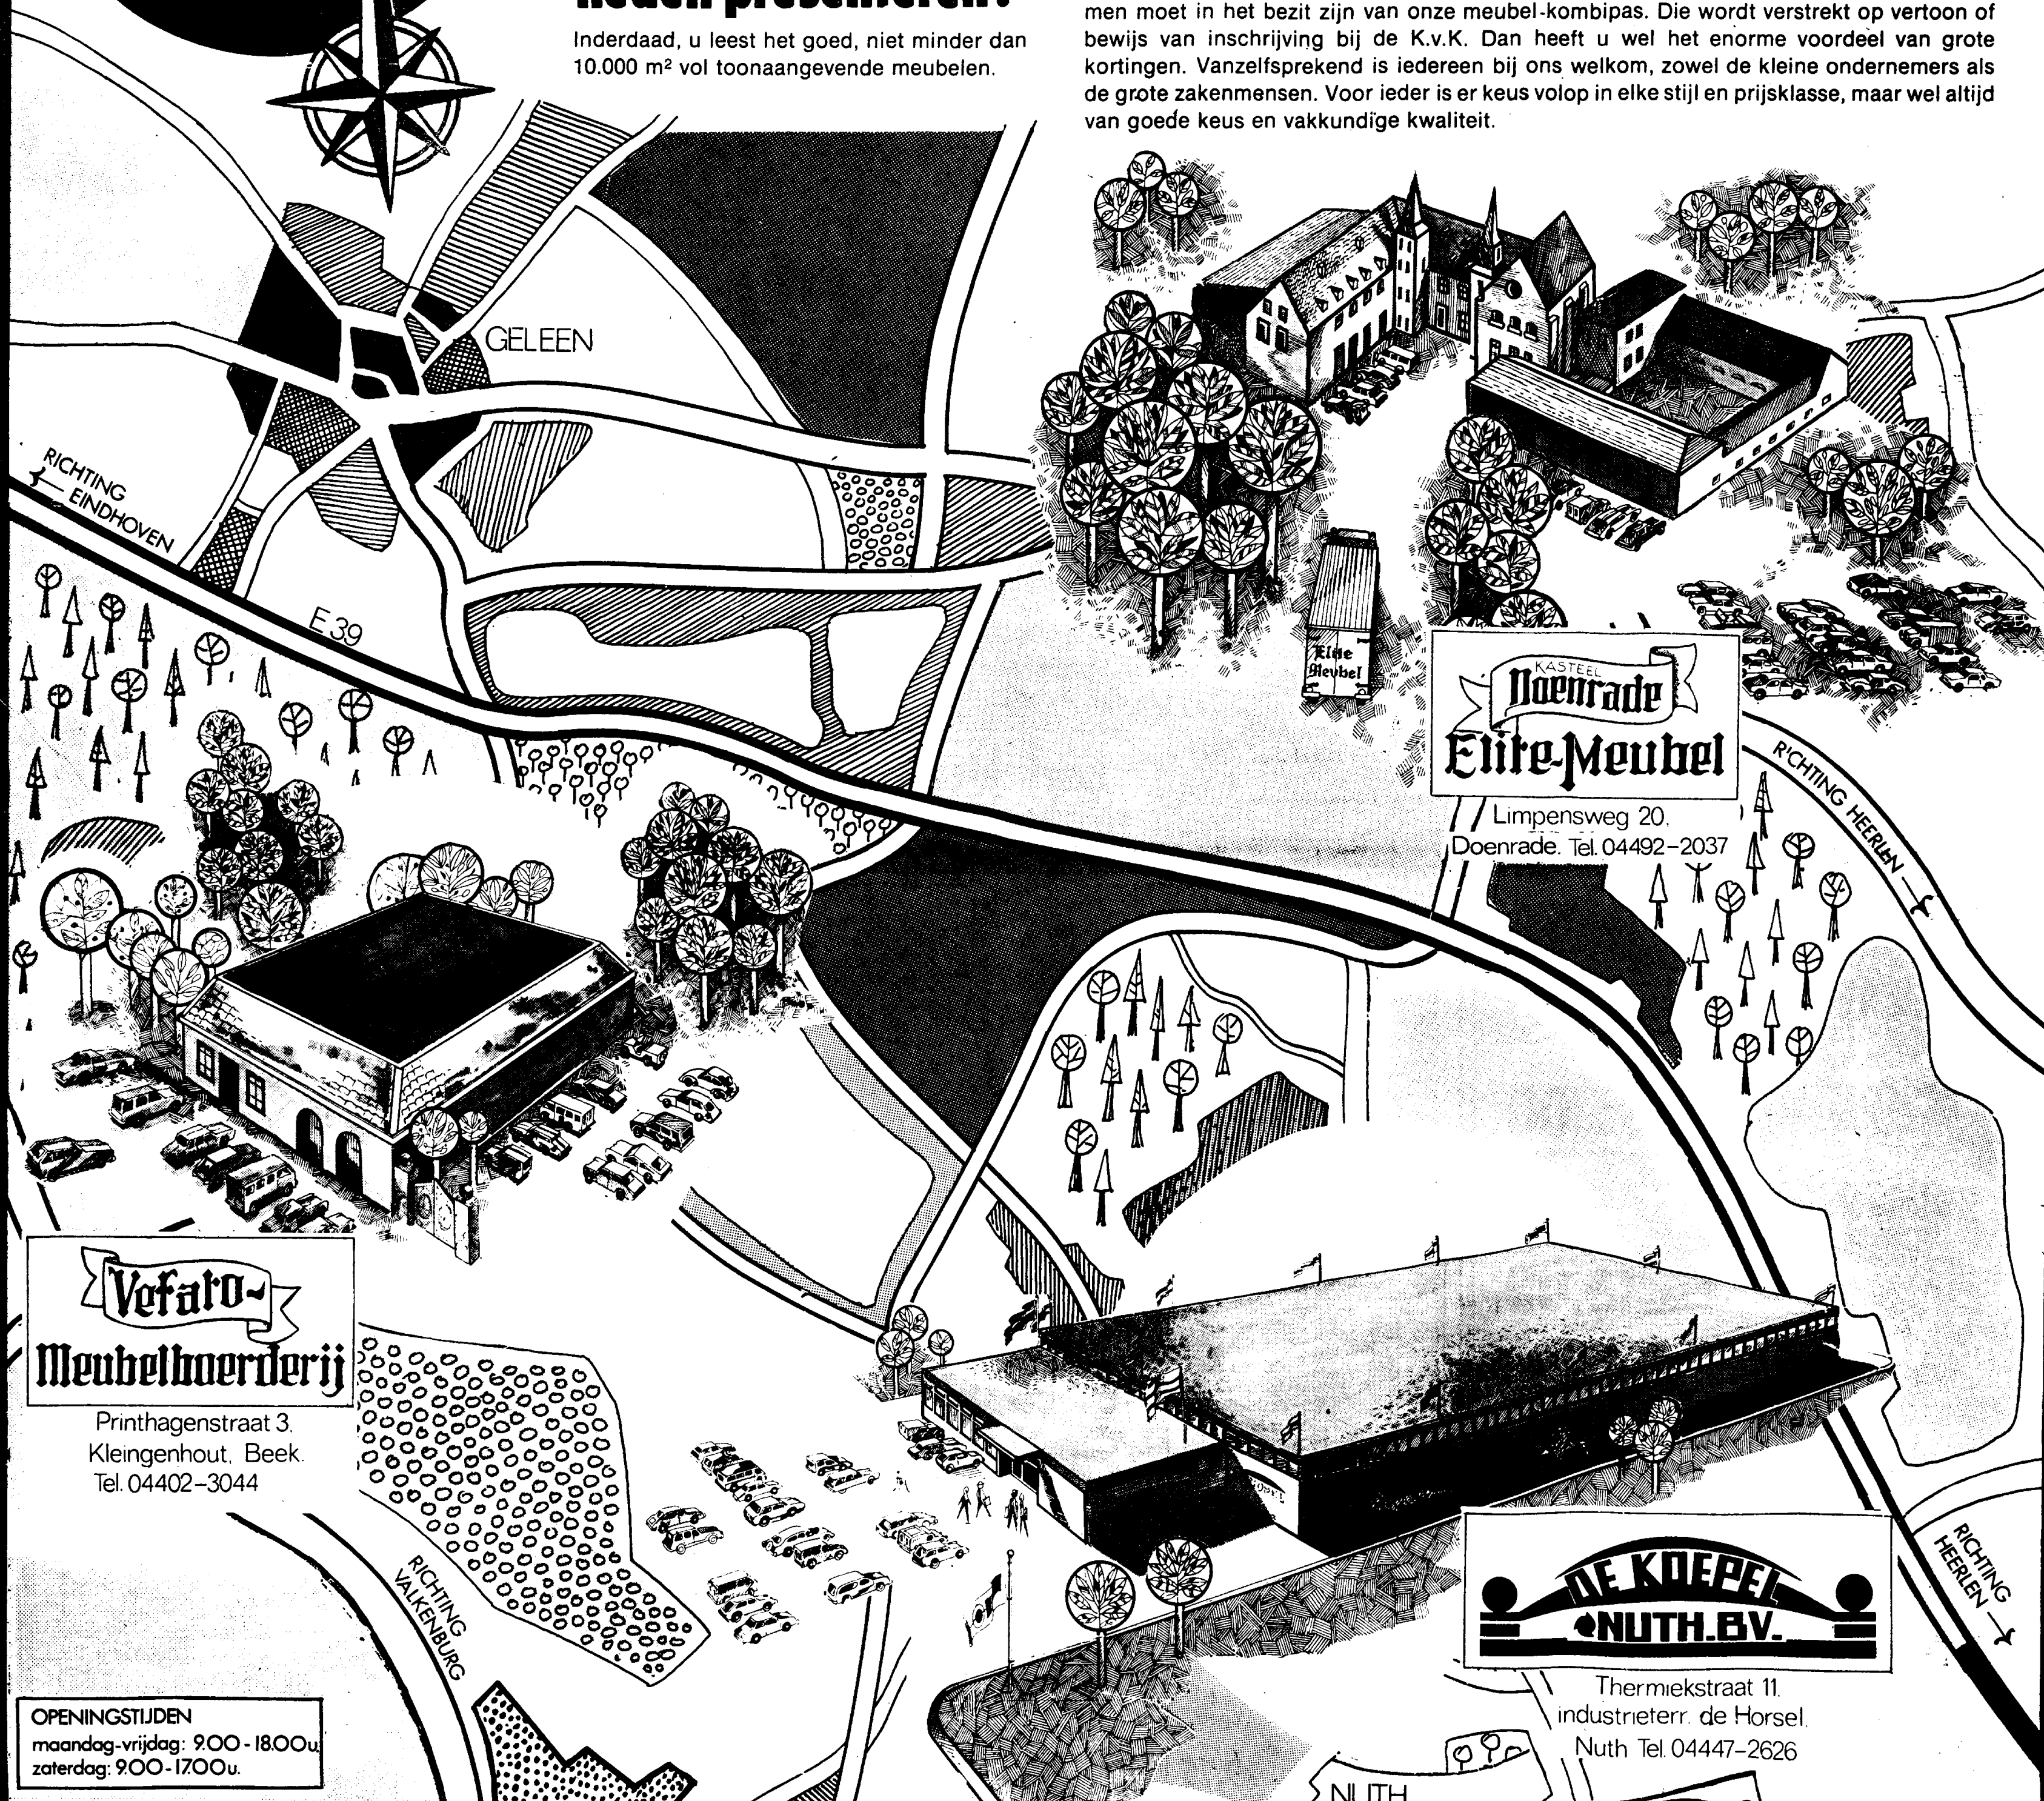 Inderdaad, u leest het goed, niet minder dan
10.000 m² vol toonaangevende meubelen.
men moet in het bezit zijn van onze meubel-kombipas. Die wordt verstrekt op vertoon of
bewijs van inschrijving bij de K.v.K. Dan heeft u wel het enorme voordeel van grote
kortingen. Vanzelfsprekend is iedereen bij ons welkom, zowel de kleine ondernemers als
de grote zakenmensen. Voor ieder is er keus volop in elke stijl en prijsklasse, maar wel altijd
van goede keus en vakkundige kwaliteit.
GELEEN
RICHTING
EINDHOVEN
E 39
Elite
Meubel
KASTEEL
Doenrade
Elite-Meubel
Limpensweg 20.
Doenrade. Tel. 04492-2037
RICHTING HEERLEN
Vefato-
Meubelboerderij
Printhagenstraat 3.
Kleingenhout, Beek.
Tel. 04402-3044
RICHTING
VALKENBURG
DE KOEPEL
NUTH.BV.
Thermiekstraat 11.
industrieterr. de Horsel.
Nuth Tel. 04447-2626
RICHTING
HEERLEN
OPENINGSTIJDEN
maandag-vrijdag: 9.00-18.00u.
zaterdag: 9.00-17.00u.
NUTH